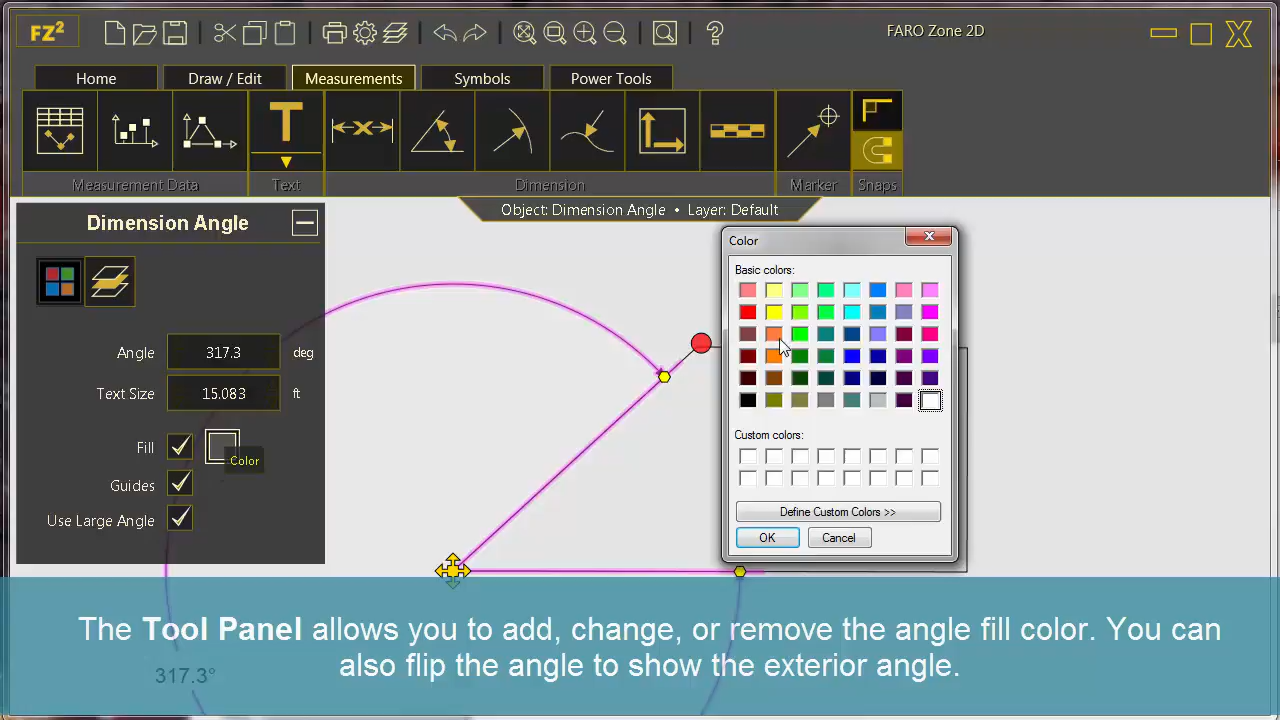 FZ²
FARO Zone 2D
Home
Draw / Edit
Measurements
Symbols
Power Tools
T
x
Measurement Data
Text
Dimension
Marker
Snaps
Dimension Angle
Object: Dimension Angle • Layer: Default
Angle 317.3 deg
Text Size 15.083 ft
Fill
Color
Guides
Use Large Angle
Color
Basic colors:
Custom colors:
Define Custom Colors >>
OK
Cancel
The Tool Panel allows you to add, change, or remove the angle fill color. You can
also flip the angle to show the exterior angle.
317.3°